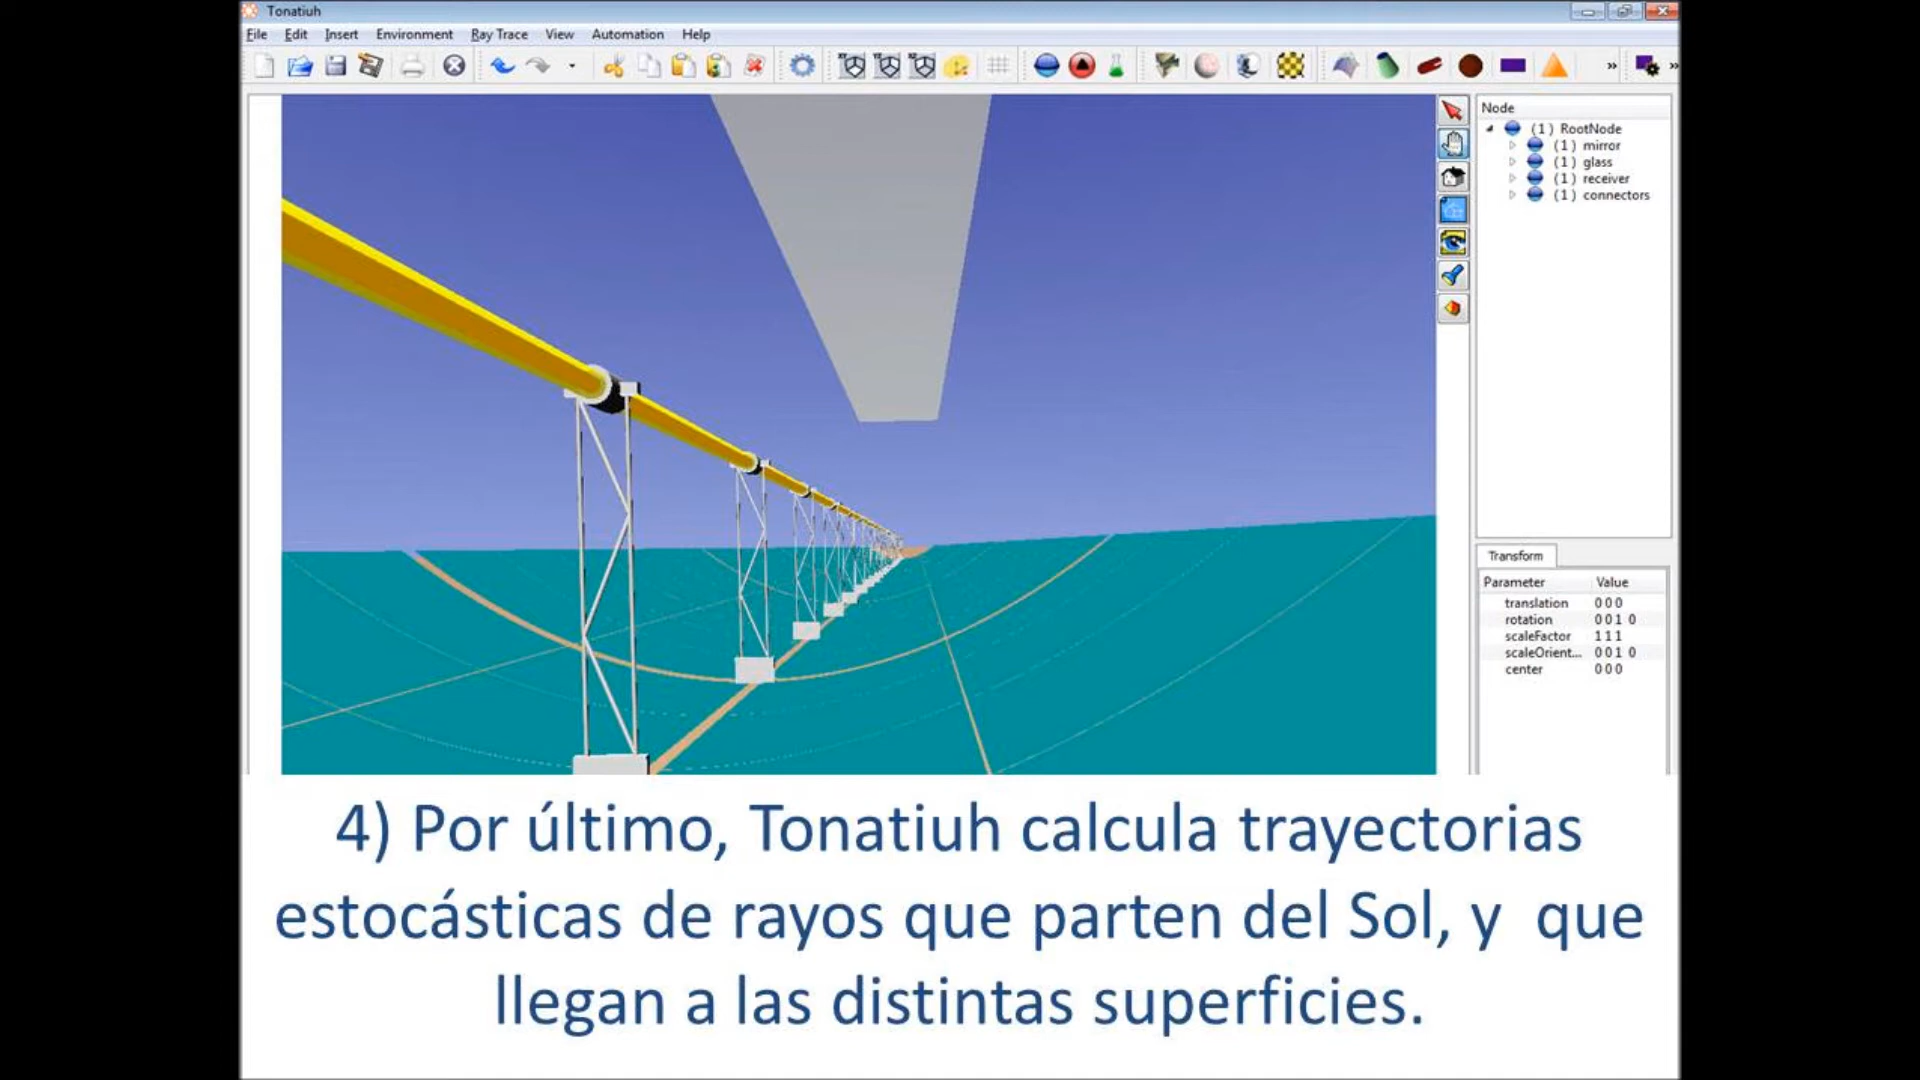 Tonatiuh
File Edit Insert Environment Ray Trace View Automation Help
Node
(1) RootNode
(1) mirror
(1) glass
(1) receiver
(1) connectors
Transform
Parameter Value
translation 0 0 0
rotation 0 0 1 0
scaleFactor 1 1 1
scaleOrient... 0 0 1 0
center 0 0 0
4) Por último, Tonatiuh calcula trayectorias
estocásticas de rayos que parten del Sol, y que
llegan a las distintas superficies.